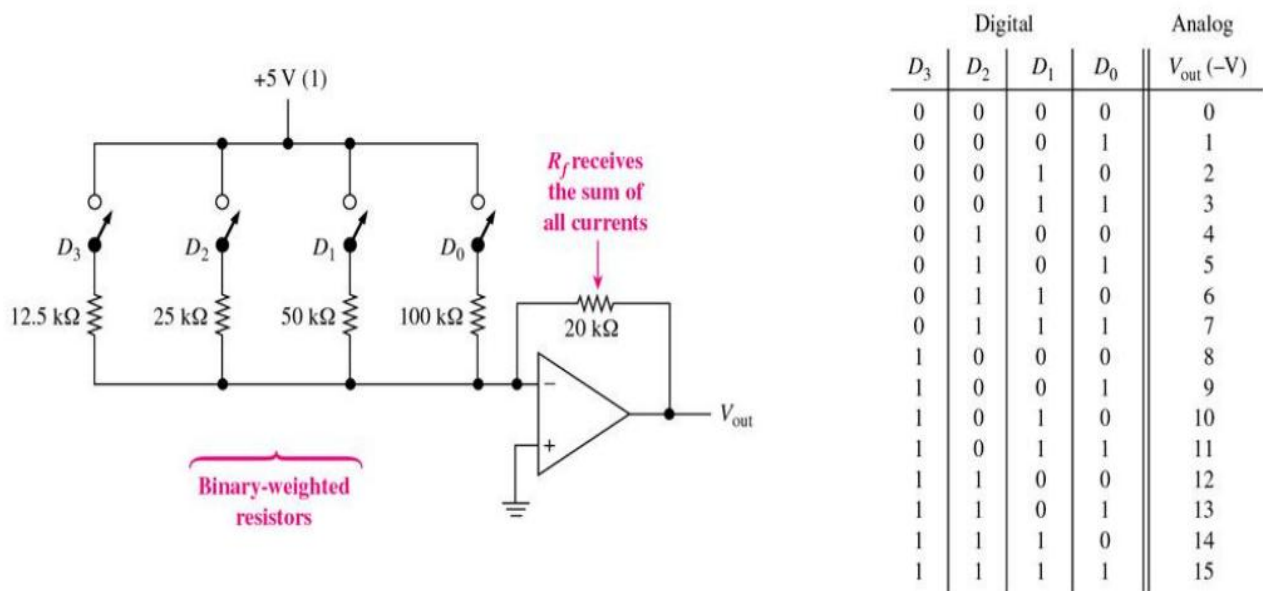 +5 V (1)
D₃
D₂
D₁
D₀
12.5 kΩ
25 kΩ
50 kΩ
100 kΩ
R_f receives
the sum of
all currents
20 kΩ
−
+
V_out
Binary-weighted
resistors
Digital Analog
D₃ D₂ D₁ D₀ V_out (–V)
0 0 0 0 0
0 0 0 1 1
0 0 1 0 2
0 0 1 1 3
0 1 0 0 4
0 1 0 1 5
0 1 1 0 6
0 1 1 1 7
1 0 0 0 8
1 0 0 1 9
1 0 1 0 10
1 0 1 1 11
1 1 0 0 12
1 1 0 1 13
1 1 1 0 14
1 1 1 1 15